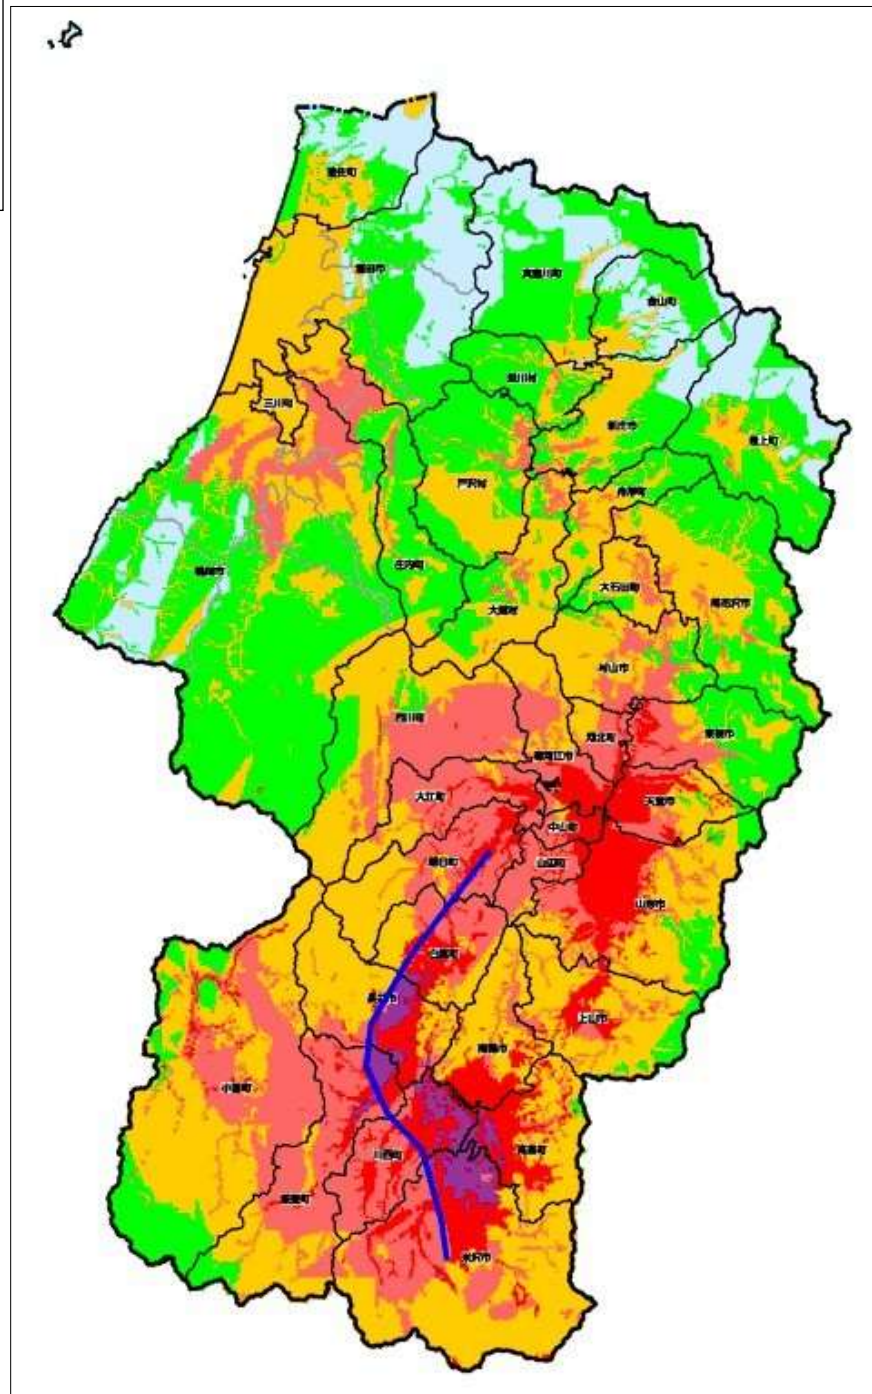 遊佐町
酒田市
真室川町
金山町
鮭川村
三川町
新庄市
最上町
戸沢村
舟形町
鶴岡市
庄内町
大蔵村
大石田町
尾花沢市
村山市
西川町
河北町
東根市
寒河江市
大江町
天童市
中山町
朝日町
山辺町
山形市
白鷹町
長井市
上山市
南陽市
小国町
川西町
高畠町
飯豊町
米沢市